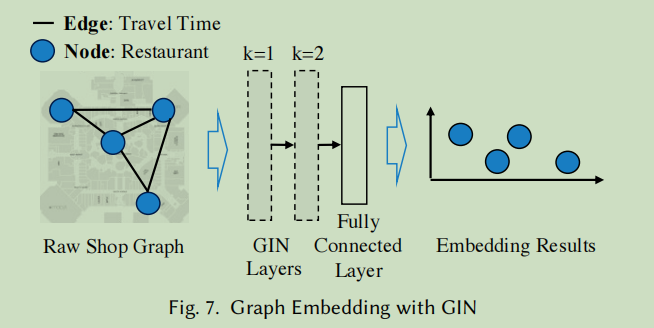 Edge: Travel Time
Node: Restaurant
k=1 k=2
Raw Shop Graph
GIN
Layers
Fully
Connected
Layer
Embedding Results
Fig. 7. Graph Embedding with GIN